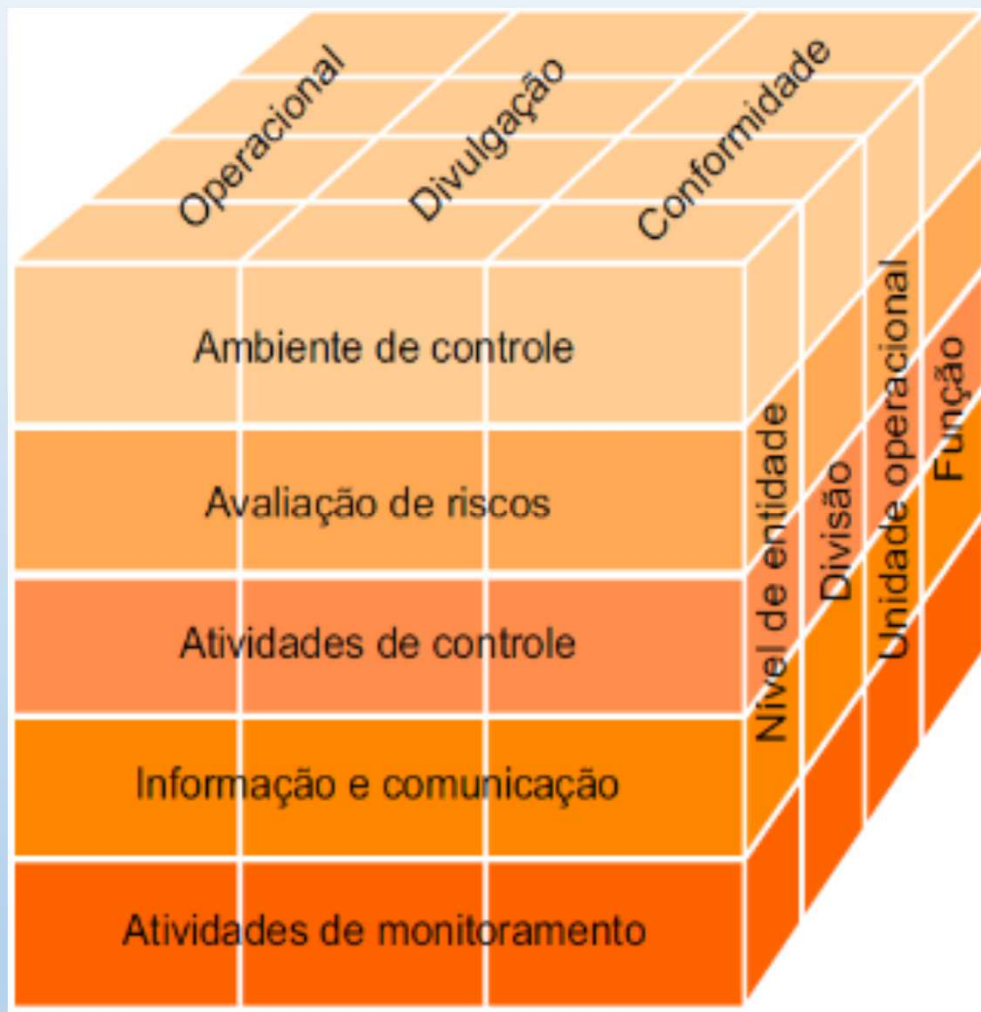 Operacional
Divulgação
Conformidade
Ambiente de controle
Avaliação de riscos
Atividades de controle
Informação e comunicação
Atividades de monitoramento
Nível de entidade
Divisão
Unidade operacional
Função